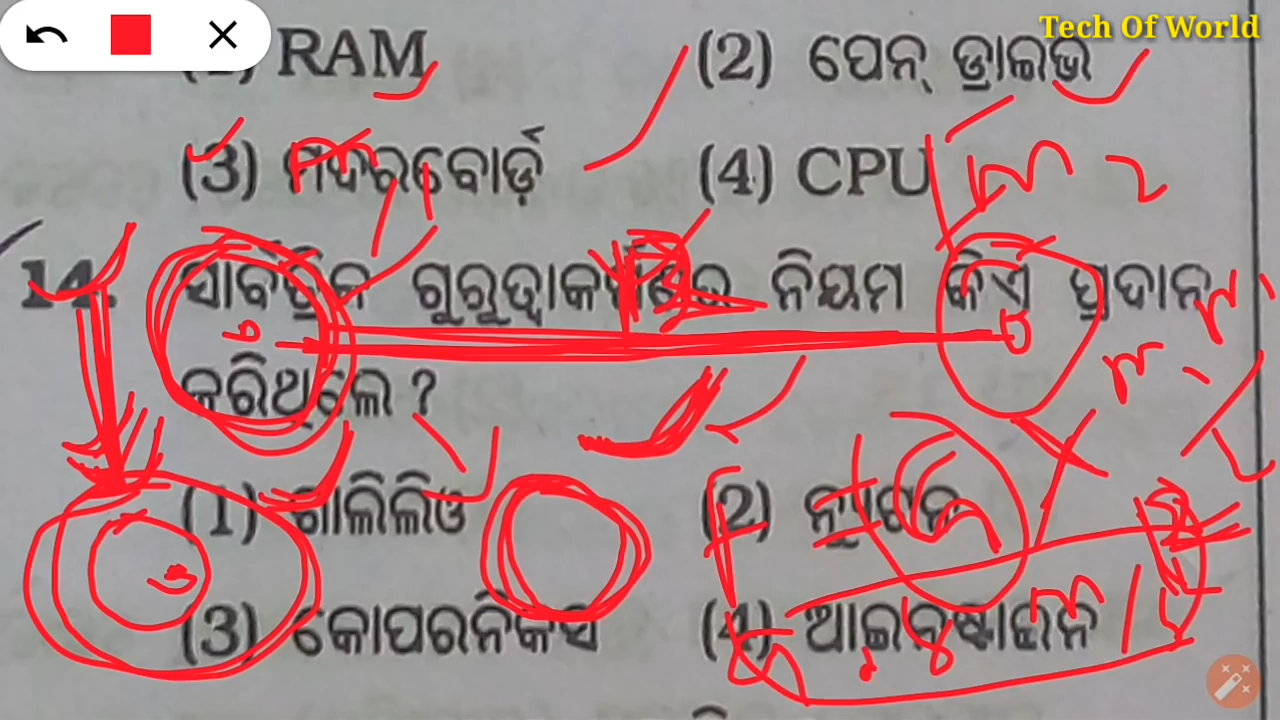 Tech Of World
RAM (2) ପେନ୍ ଡ୍ରାଇଭ
(3) ମଦରବୋର୍ଡ଼ (4) CPU
14. ସାର୍ବତ୍ରିକ ଗୁରୁତ୍ୱାକର୍ଷଣ ନିୟମ କିଏ ପ୍ରଦାନ
କରିଥିଲେ ?
(1) ଗାଲିଲିଓ (2) ନ୍ୟୁଟନ
(3) କୋପରନିକସ (4) ଆଇନଷ୍ଟାଇନ